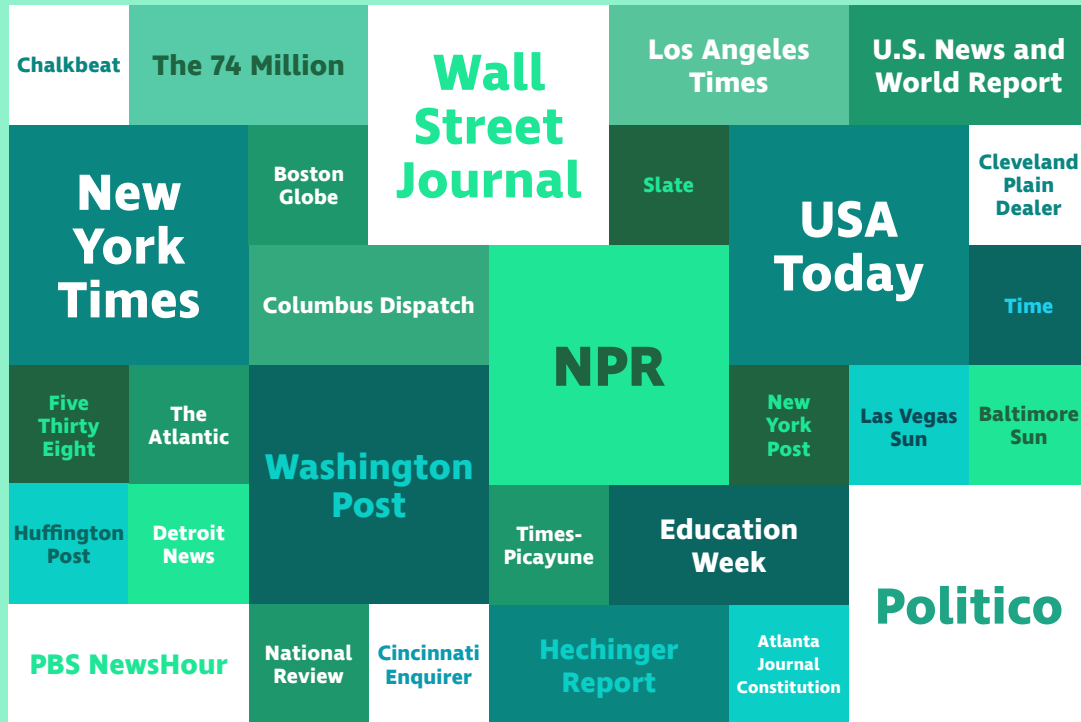 Chalkbeat
The 74 Million
Wall
Street
Journal
Los Angeles
Times
U.S. News and
World Report
New
York
Times
Boston
Globe
Slate
USA
Today
Cleveland
Plain
Dealer
Columbus Dispatch
NPR
Time
Five
Thirty
Eight
The
Atlantic
Washington
Post
New
York
Post
Las Vegas
Sun
Baltimore
Sun
Huffington
Post
Detroit
News
Times-
Picayune
Education
Week
Politico
PBS NewsHour
National
Review
Cincinnati
Enquirer
Hechinger
Report
Atlanta
Journal
Constitution